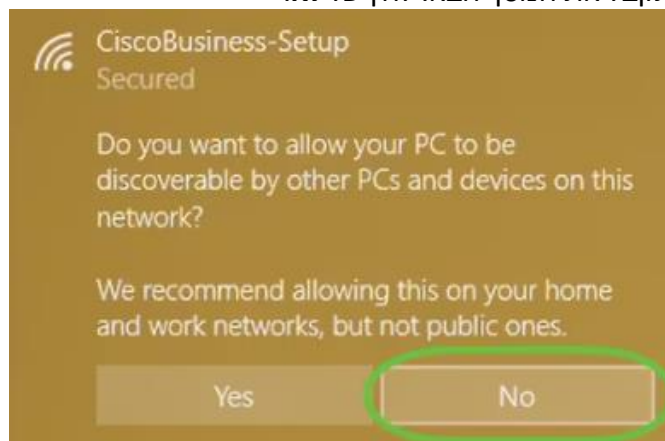 CiscoBusiness-Setup
Secured
Do you want to allow your PC to be
discoverable by other PCs and devices on this
network?
We recommend allowing this on your home
and work networks, but not public ones.
Yes
No